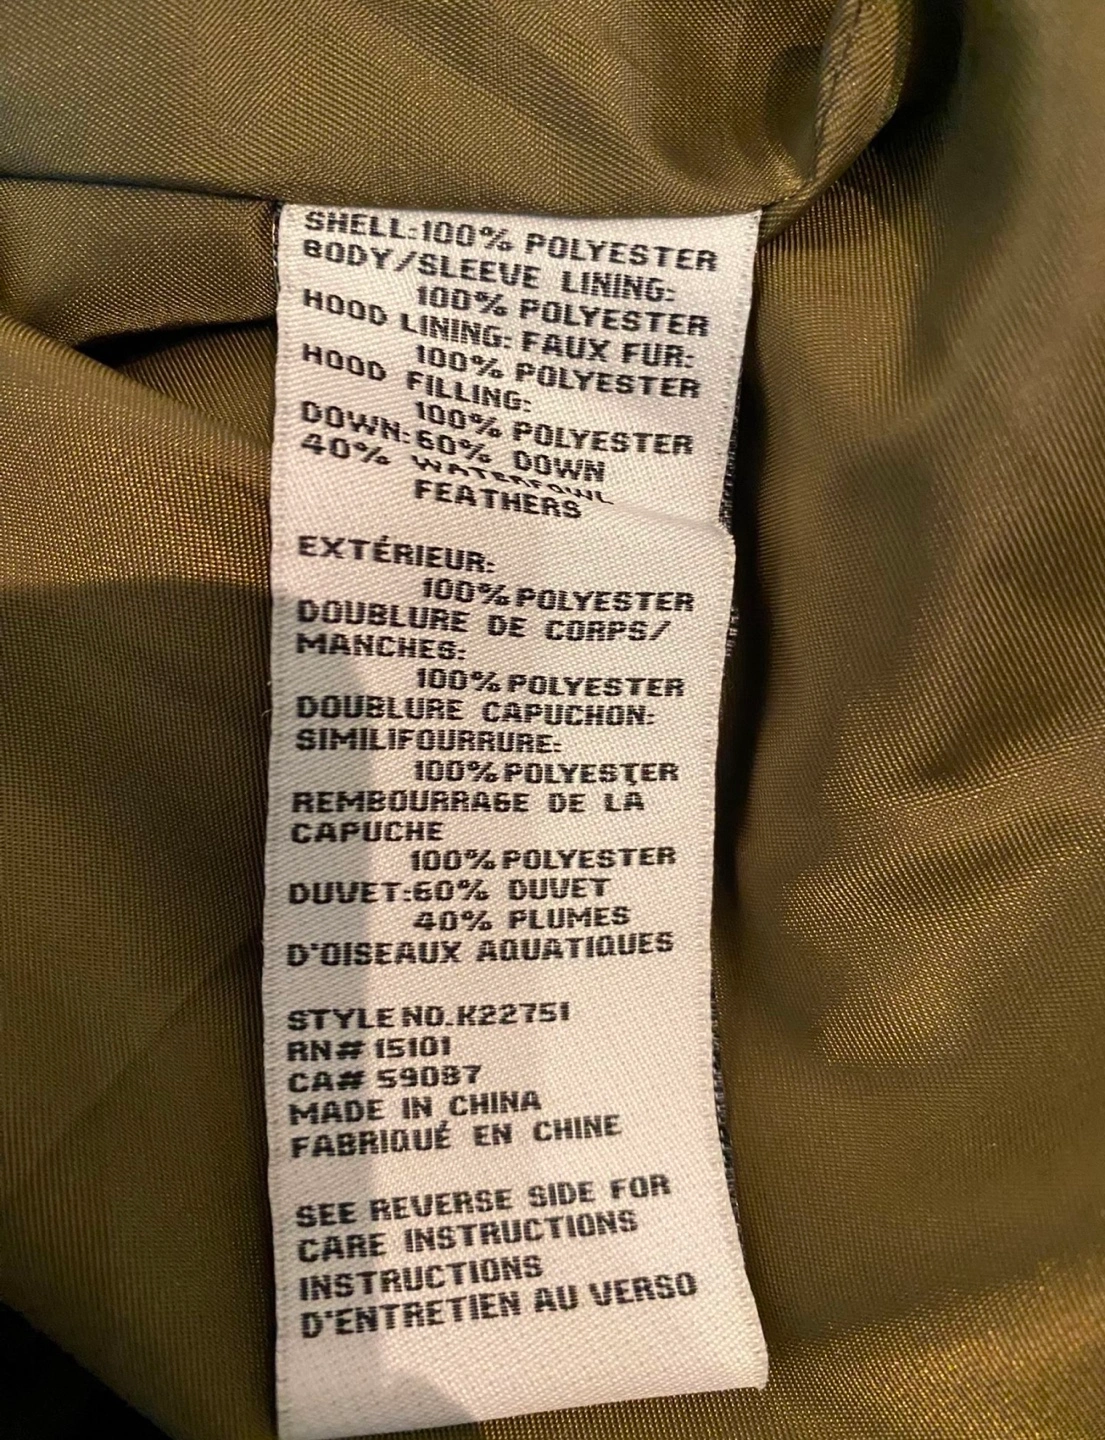 SHELL:100% POLYESTER
BODY/SLEEVE LINING:
100% POLYESTER
HOOD LINING: FAUX FUR:
100% POLYESTER
HOOD FILLING:
100% POLYESTER
DOWN:60% DOWN
40% WATERFOWL
FEATHERS
EXTÉRIEUR:
100% POLYESTER
DOUBLURE DE CORPS/
MANCHES:
100% POLYESTER
DOUBLURE CAPUCHON:
SIMILIFOURRURE:
100% POLYESTER
REMBOURRAGE DE LA
CAPUCHE
100% POLYESTER
DUVET:60% DUVET
40% PLUMES
D'OISEAUX AQUATIQUES
STYLE NO.K22751
RN# 15101
CA# 59087
MADE IN CHINA
FABRIQUÉ EN CHINE
SEE REVERSE SIDE FOR
CARE INSTRUCTIONS
INSTRUCTIONS
D'ENTRETIEN AU VERSO